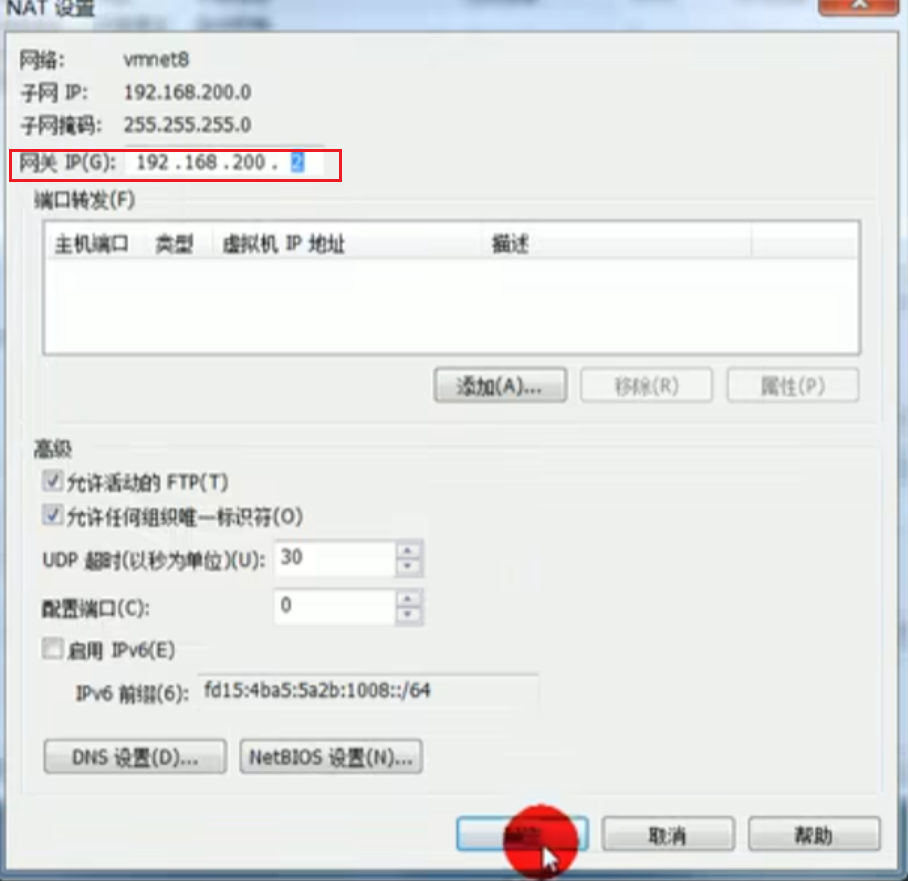 NAT 设置
网络: vmnet8
子网 IP: 192.168.200.0
子网掩码: 255.255.255.0
网关 IP(G): 192 .168 .200 . 2
端口转发(F)
主机端口 类型 虚拟机 IP 地址 描述
添加(A)... 移除(R) 属性(P)
高级
允许活动的 FTP(T)
允许任何组织唯一标识符(O)
UDP 超时(以秒为单位)(U): 30
配置端口(C): 0
启用 IPv6(E)
IPv6 前缀(6): fd15:4ba5:5a2b:1008::/64
DNS 设置(D)... NetBIOS 设置(N)...
取消 帮助